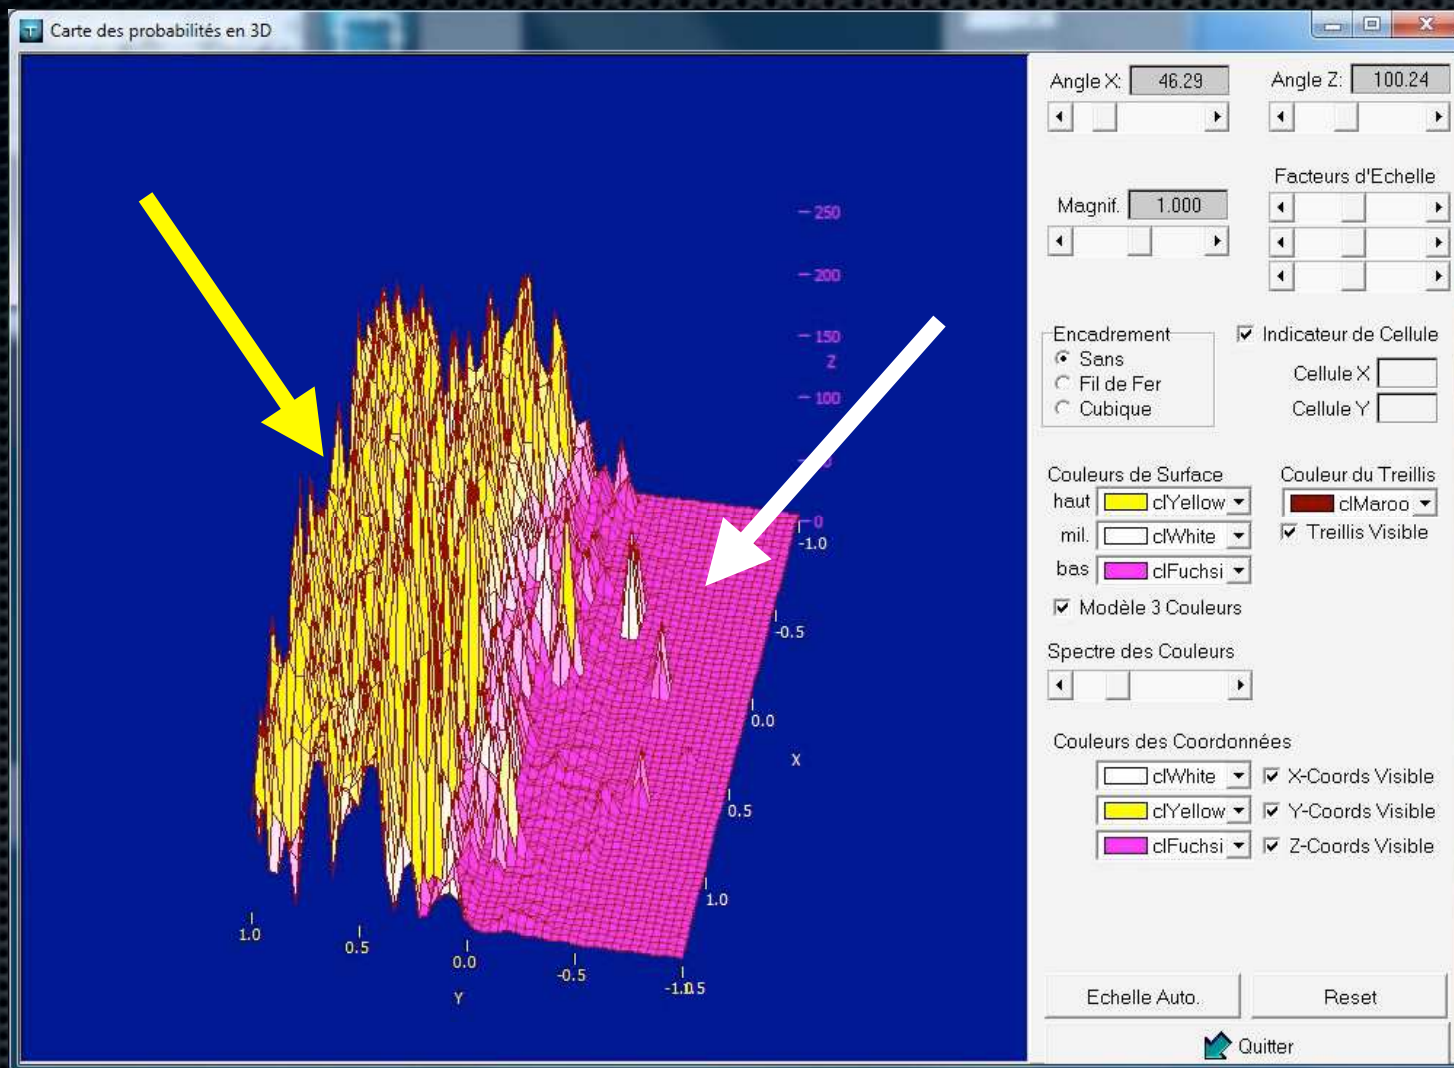 Carte des probabilités en 3D
Angle X: 46.29
Angle Z: 100.24
Magnif. 1.000
Facteurs d'Echelle
Encadrement
Sans
Fil de Fer
Cubique
Indicateur de Cellule
Cellule X
Cellule Y
Couleurs de Surface
haut clYellow
mil. clWhite
bas clFuchsi
Modèle 3 Couleurs
Couleur du Treillis
clMaroo
Treillis Visible
Spectre des Couleurs
Couleurs des Coordonnées
clWhite X-Coords Visible
clYellow Y-Coords Visible
clFuchsi Z-Coords Visible
Echelle Auto.
Reset
Quitter
250
200
150
Z
100
0
-1.0
-0.5
0.0
X
0.5
1.0
1.0
0.5
0.0
-0.5
Y